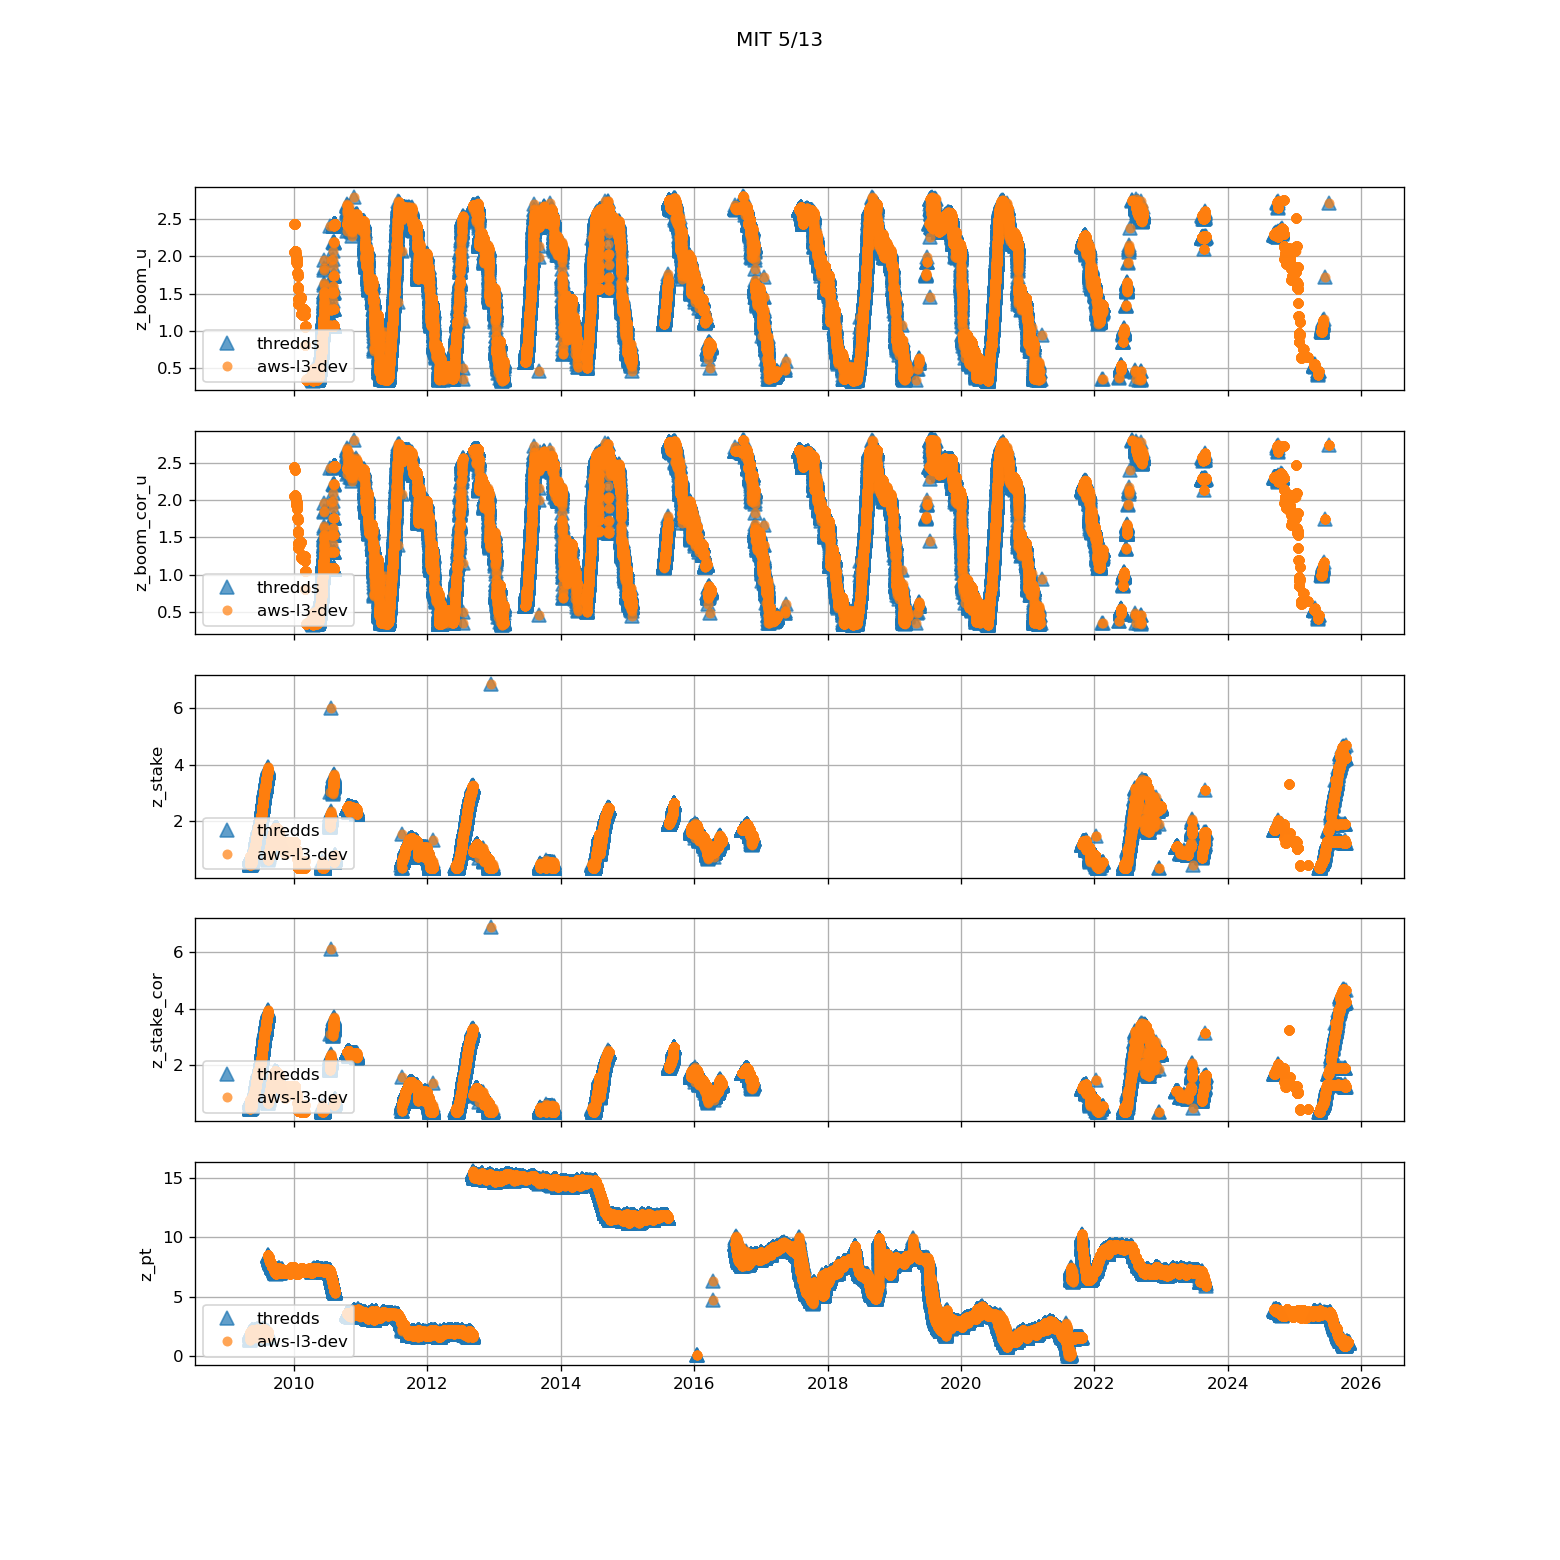 MIT 5/13
z_boom_u
2.5
2.0
1.5
1.0
0.5
thredds
aws-l3-dev
z_boom_cor_u
2.5
2.0
1.5
1.0
0.5
thredds
aws-l3-dev
z_stake
6
4
2
thredds
aws-l3-dev
z_stake_cor
6
4
2
thredds
aws-l3-dev
z_pt
15
10
5
0
thredds
aws-l3-dev
2010 2012 2014 2016 2018 2020 2022 2024 2026